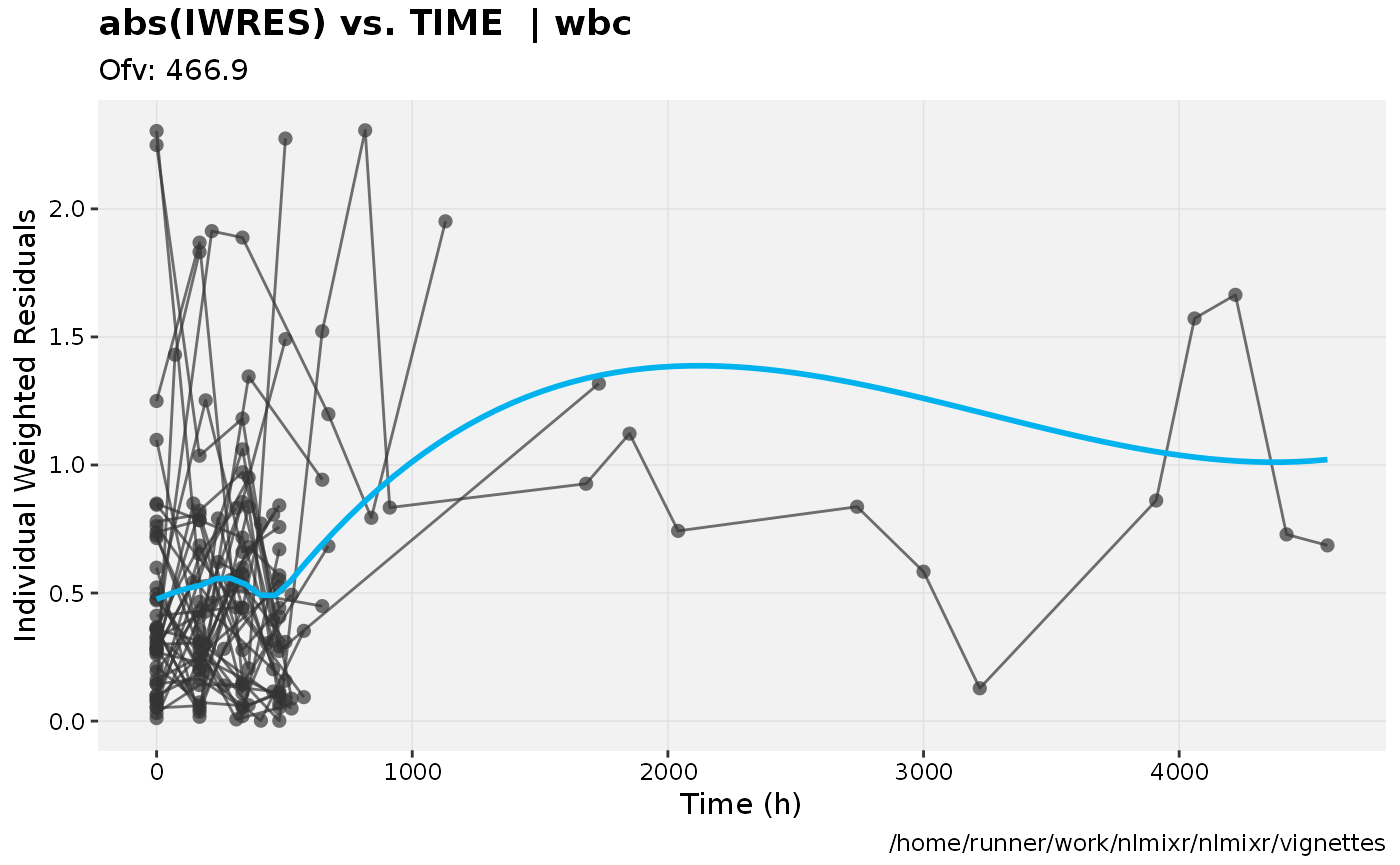 abs(IWRES) vs. TIME  | wbc
Ofv: 466.9
Individual Weighted Residuals
2.0
1.5
1.0
0.5
0.0
0
1000
2000
3000
4000
Time (h)
/home/runner/work/nlmixr/nlmixr/vignettes